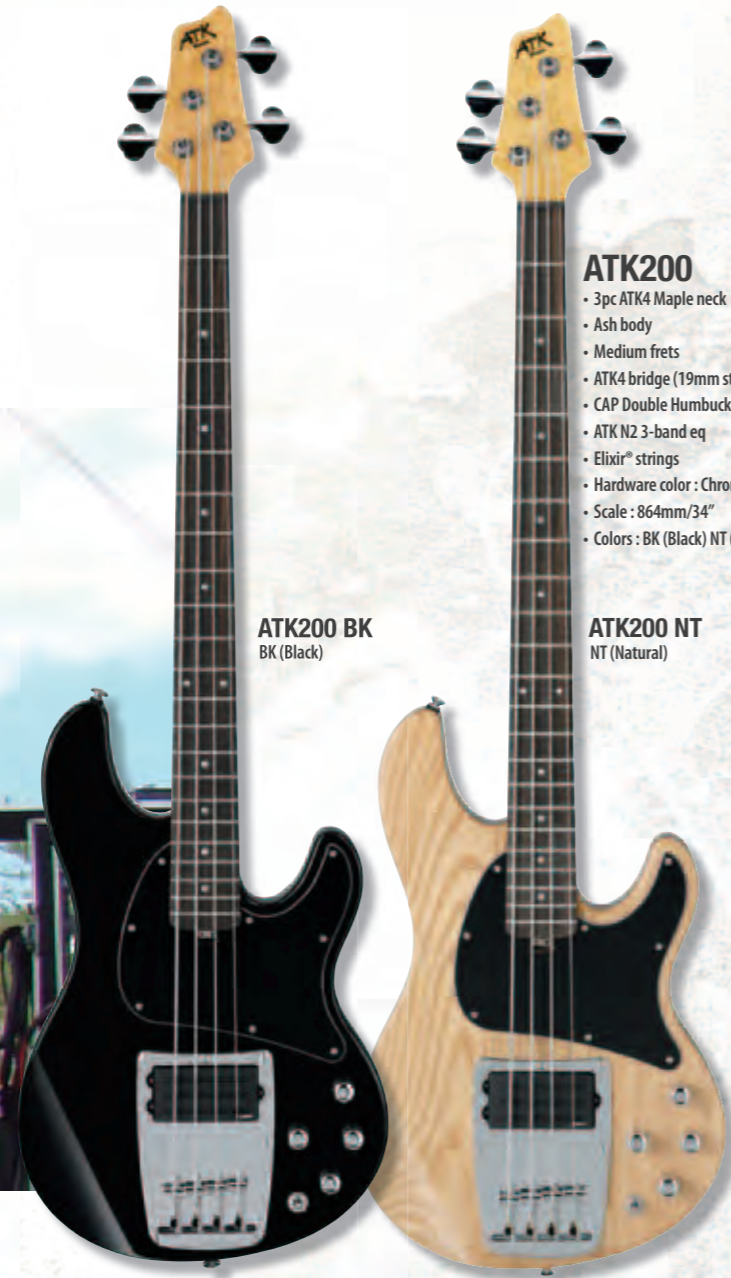 ATK
ATK
ATK200
• 3pc ATK4 Maple neck
• Ash body
• Medium frets
• ATK4 bridge (19mm st
• CAP Double Humbuck
• ATK N2 3-band eq
• Elixir® strings
• Hardware color : Chro
• Scale : 864mm/34”
• Colors : BK (Black) NT (
ATK200 BK
BK (Black)
ATK200 NT
NT (Natural)